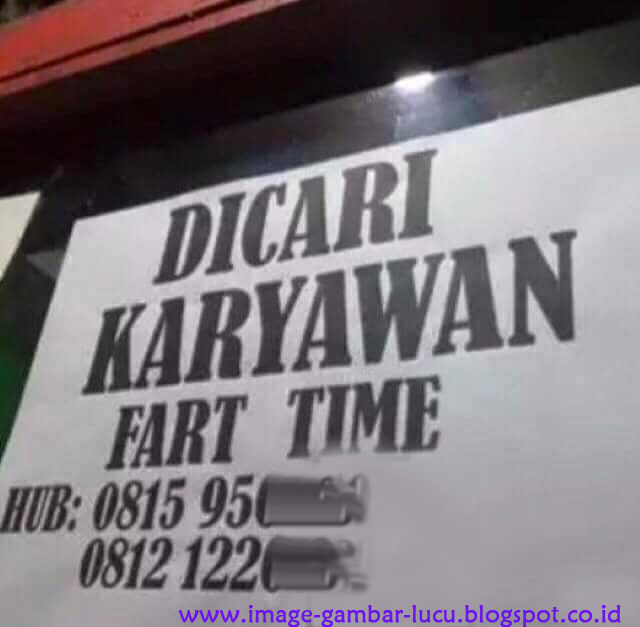 DICARI
KARYAWAN
FART TIME
HUB: 0815 95
0812 122
www.image-gambar-lucu.blogspot.co.id